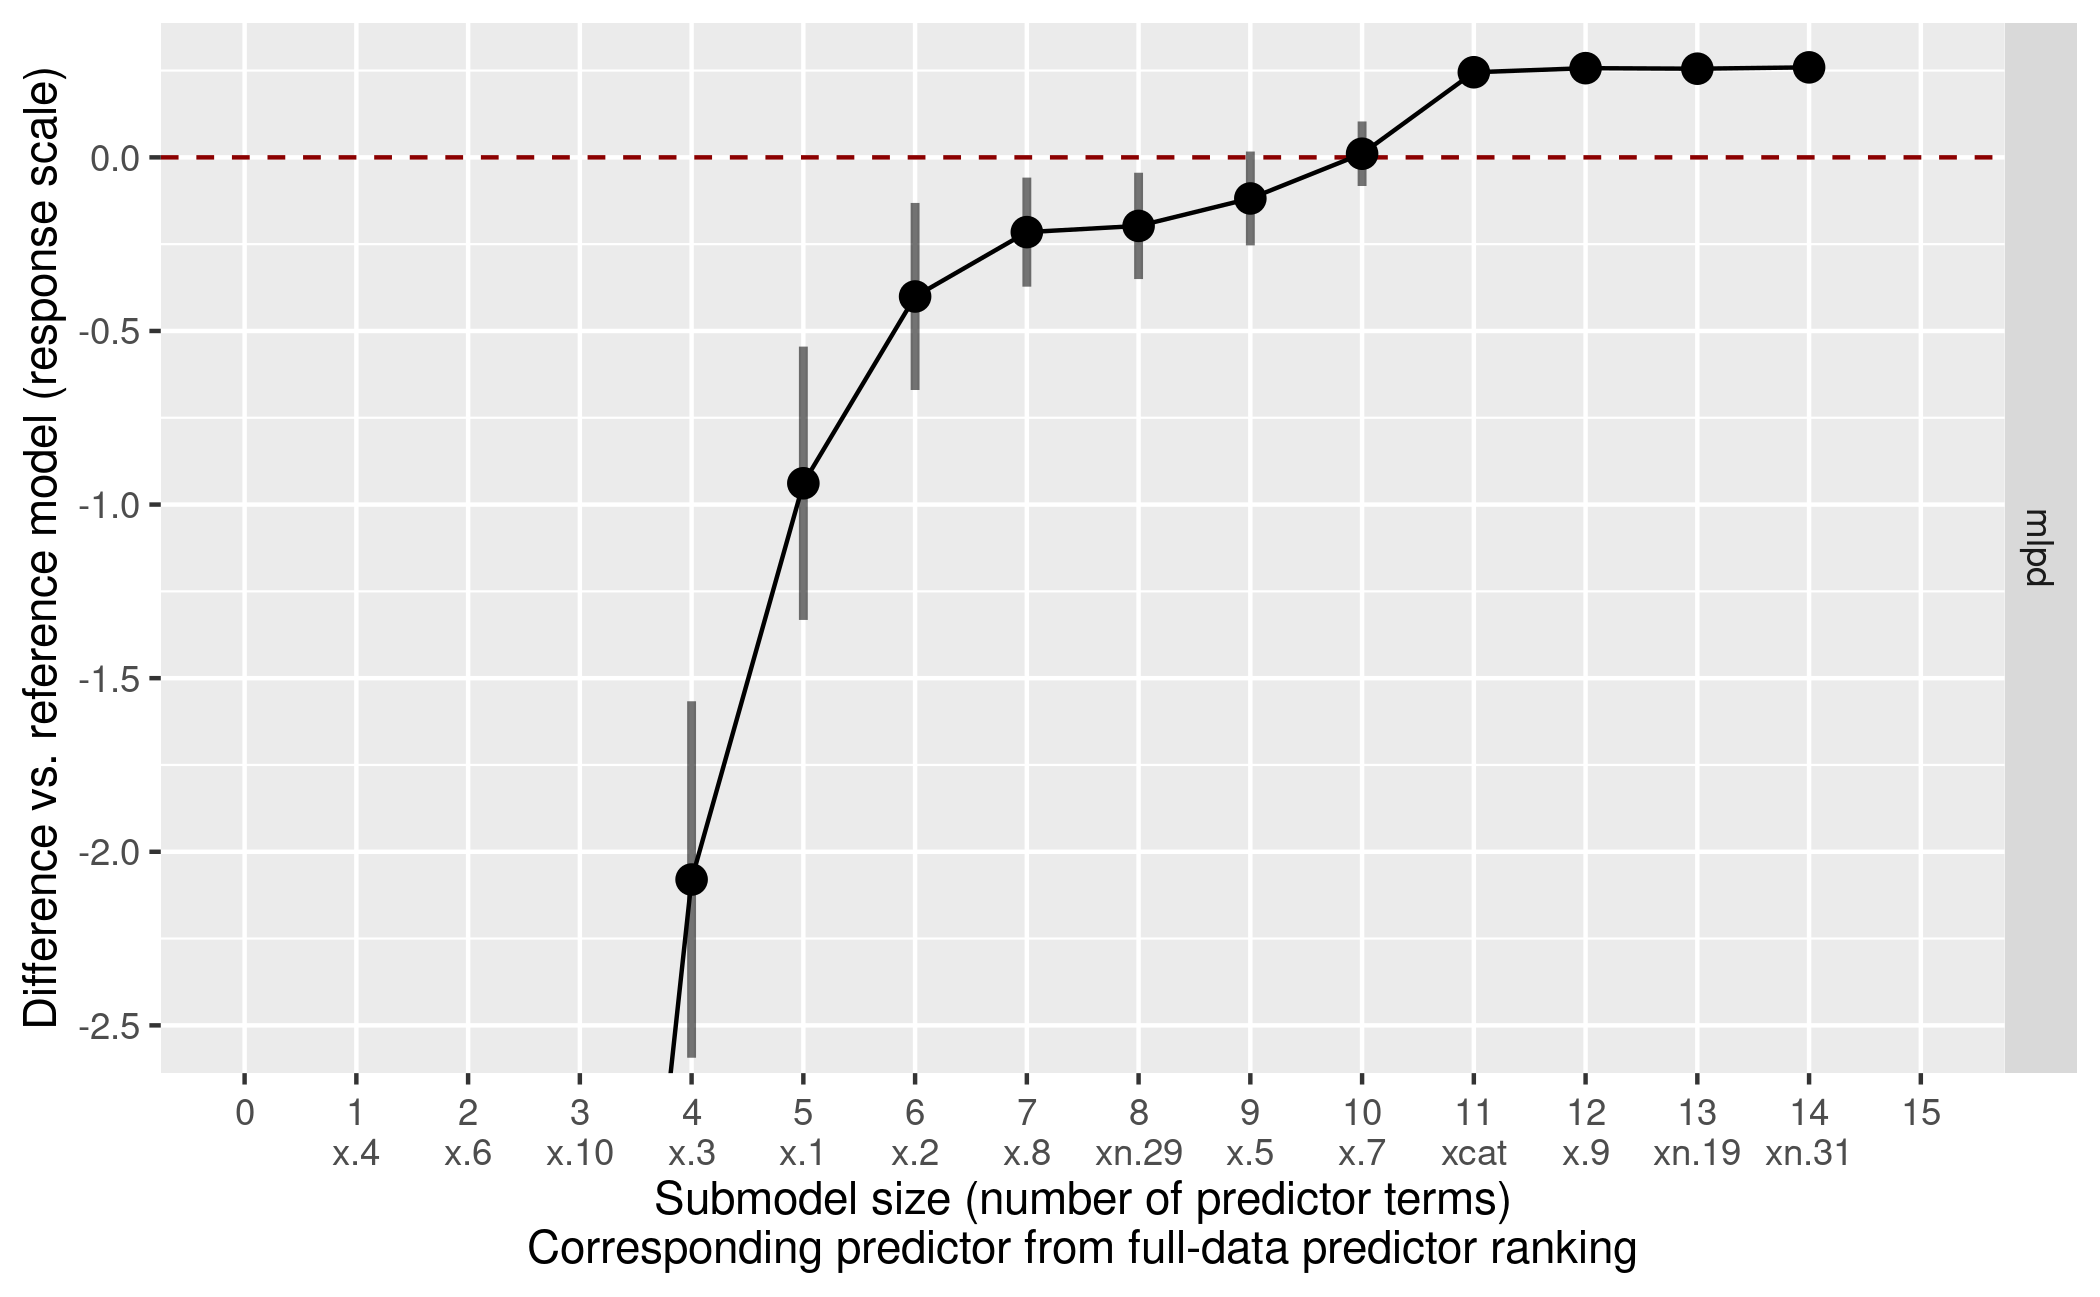 Difference vs. reference model (response scale)
0.0
-0.5
-1.0
-1.5
-2.0
-2.5
mlpd
0 1 2 3 4 5 6 7 8 9 10 11 12 13 14 15
x.4 x.6 x.10 x.3 x.1 x.2 x.8 xn.29 x.5 x.7 xcat x.9 xn.19 xn.31
Submodel size (number of predictor terms)
Corresponding predictor from full-data predictor ranking